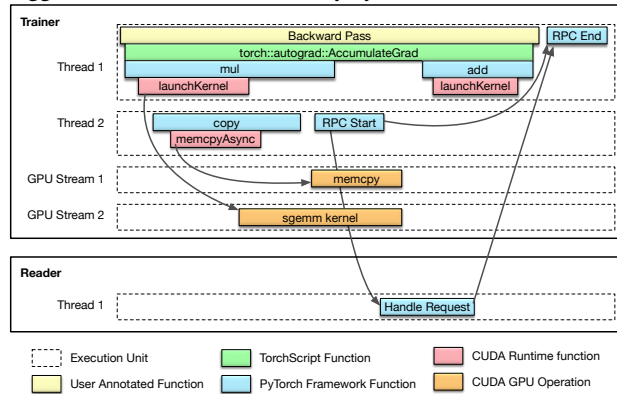 Trainer
Backward Pass
RPC End
torch::autograd::AccumulateGrad
Thread 1
mul
add
launchKernel
launchKernel
Thread 2
copy
RPC Start
memcpyAsync
GPU Stream 1
memcpy
GPU Stream 2
sgemm kernel
Reader
Thread 1
Handle Request
Execution Unit
TorchScript Function
CUDA Runtime function
User Annotated Function
PyTorch Framework Function
CUDA GPU Operation